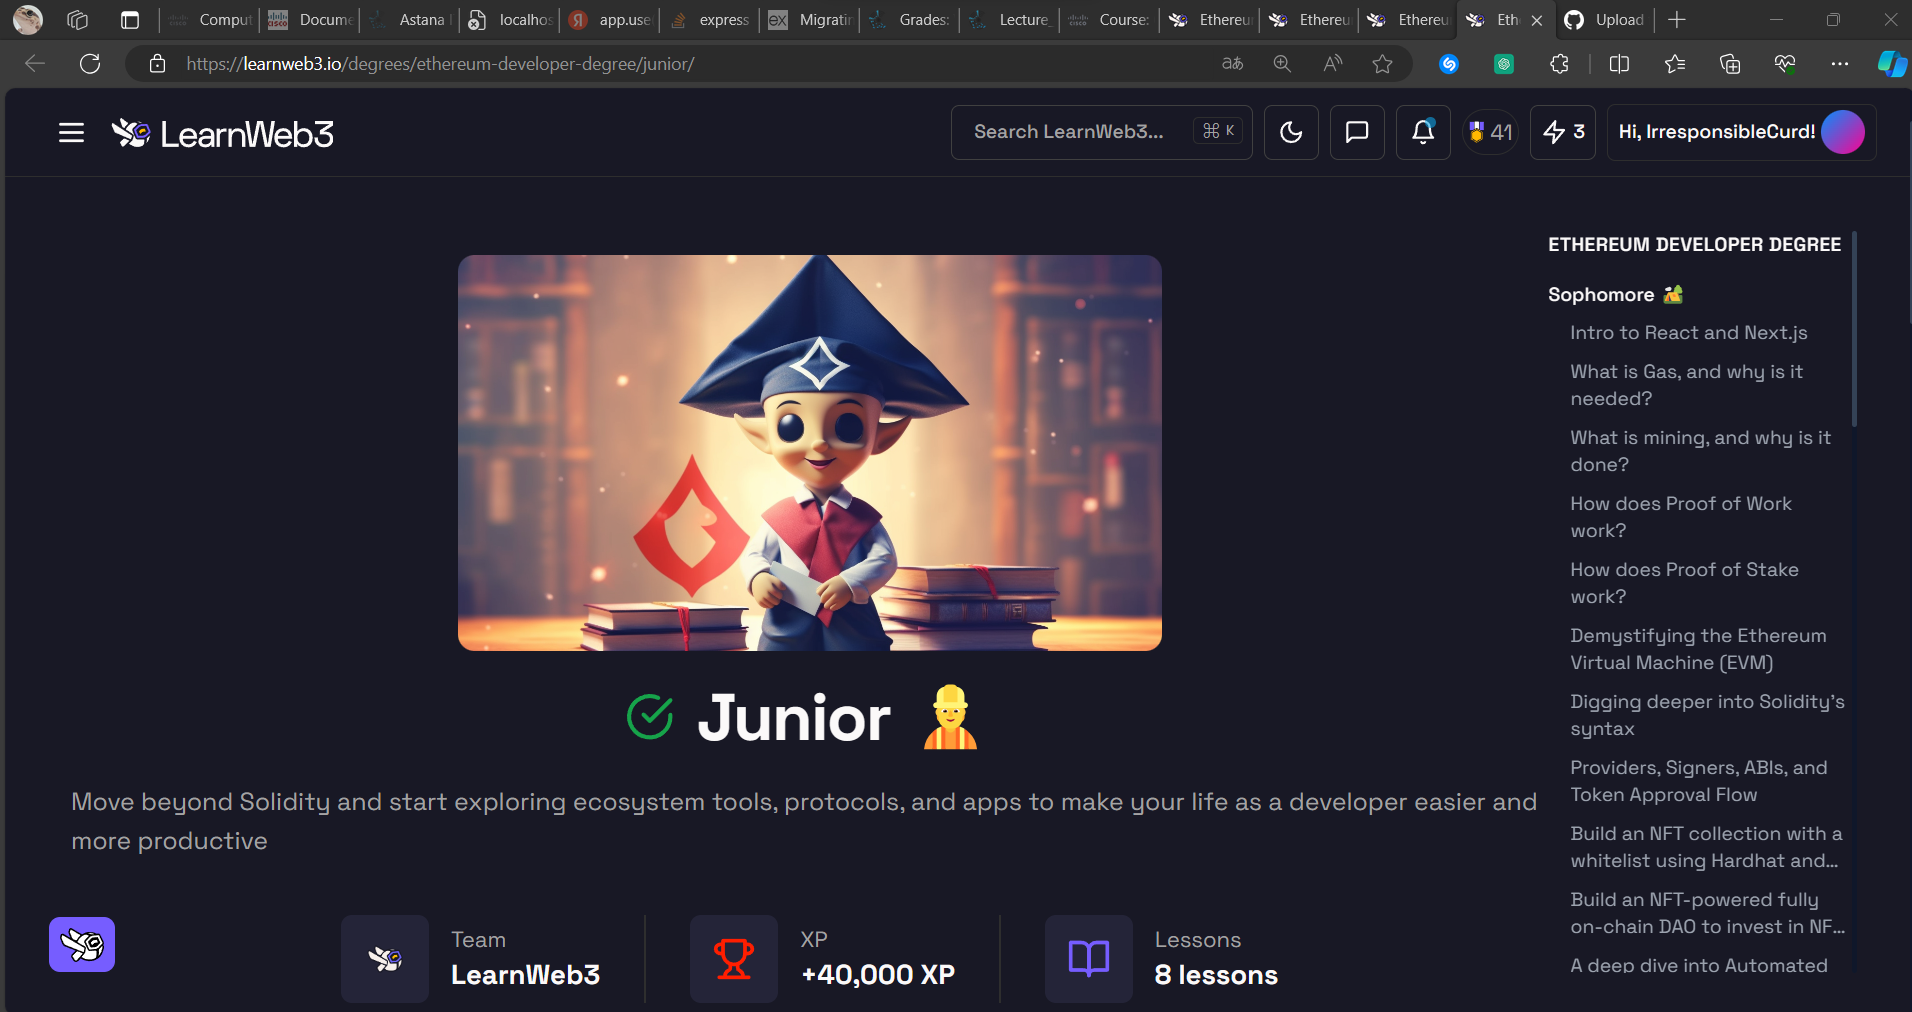 Comput
Docume
Astana
localhos
app.use
express
Migratin
Grades:
Lecture_
Course:
Ethereu
Ethereu
Ethereu
Eth
Upload
https://learnweb3.io/degrees/ethereum-developer-degree/junior/
LearnWeb3
Search LearnWeb3...
⌘ K
41
3
Hi, IrresponsibleCurd!
Junior
Move beyond Solidity and start exploring ecosystem tools, protocols, and apps to make your life as a developer easier and
more productive
Team
LearnWeb3
XP
+40,000 XP
Lessons
8 lessons
ETHEREUM DEVELOPER DEGREE
Sophomore
Intro to React and Next.js
What is Gas, and why is it
needed?
What is mining, and why is it
done?
How does Proof of Work
work?
How does Proof of Stake
work?
Demystifying the Ethereum
Virtual Machine (EVM)
Digging deeper into Solidity's
syntax
Providers, Signers, ABIs, and
Token Approval Flow
Build an NFT collection with a
whitelist using Hardhat and...
Build an NFT-powered fully
on-chain DAO to invest in NF...
A deep dive into Automated